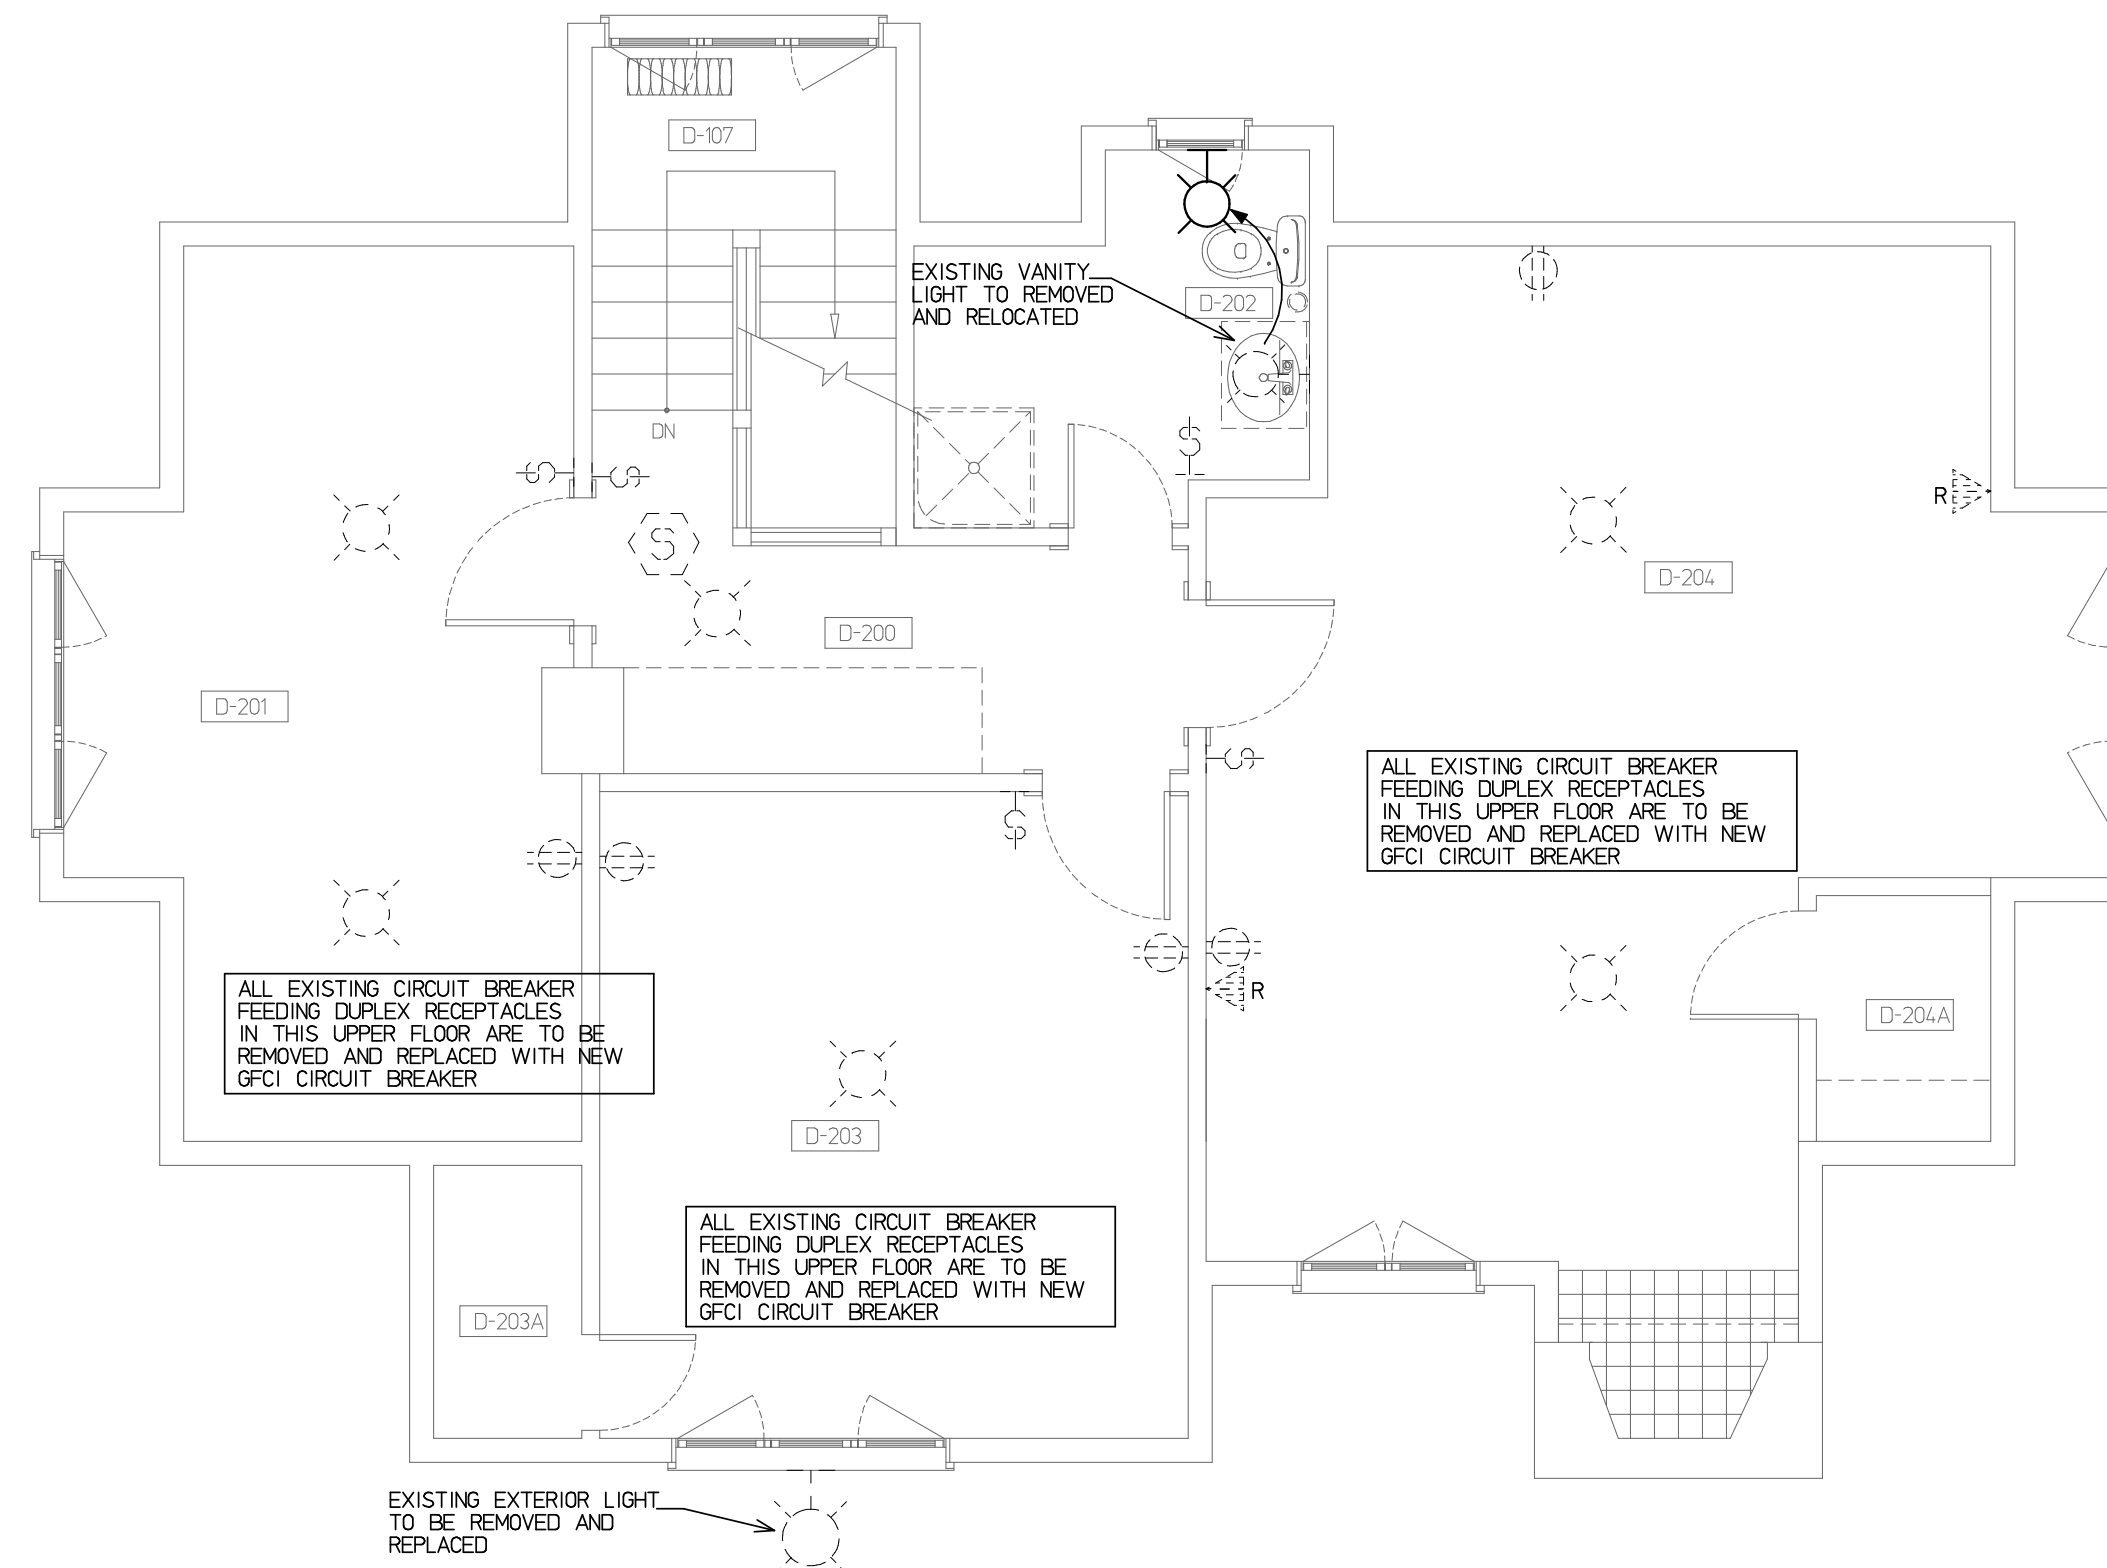 D-107
EXISTING VANITY
LIGHT TO REMOVED
AND RELOCATED
D-202
DN
S
S
S
S
R
D-204
D-200
D-201
S
S
ALL EXISTING CIRCUIT BREAKER
FEEDING DUPLEX RECEPTACLES
IN THIS UPPER FLOOR ARE TO BE
REMOVED AND REPLACED WITH NEW
GFCI CIRCUIT BREAKER
R
ALL EXISTING CIRCUIT BREAKER
FEEDING DUPLEX RECEPTACLES
IN THIS UPPER FLOOR ARE TO BE
REMOVED AND REPLACED WITH NEW
GFCI CIRCUIT BREAKER
D-204A
D-203
ALL EXISTING CIRCUIT BREAKER
FEEDING DUPLEX RECEPTACLES
IN THIS UPPER FLOOR ARE TO BE
REMOVED AND REPLACED WITH NEW
GFCI CIRCUIT BREAKER
D-203A
EXISTING EXTERIOR LIGHT
TO BE REMOVED AND
REPLACED